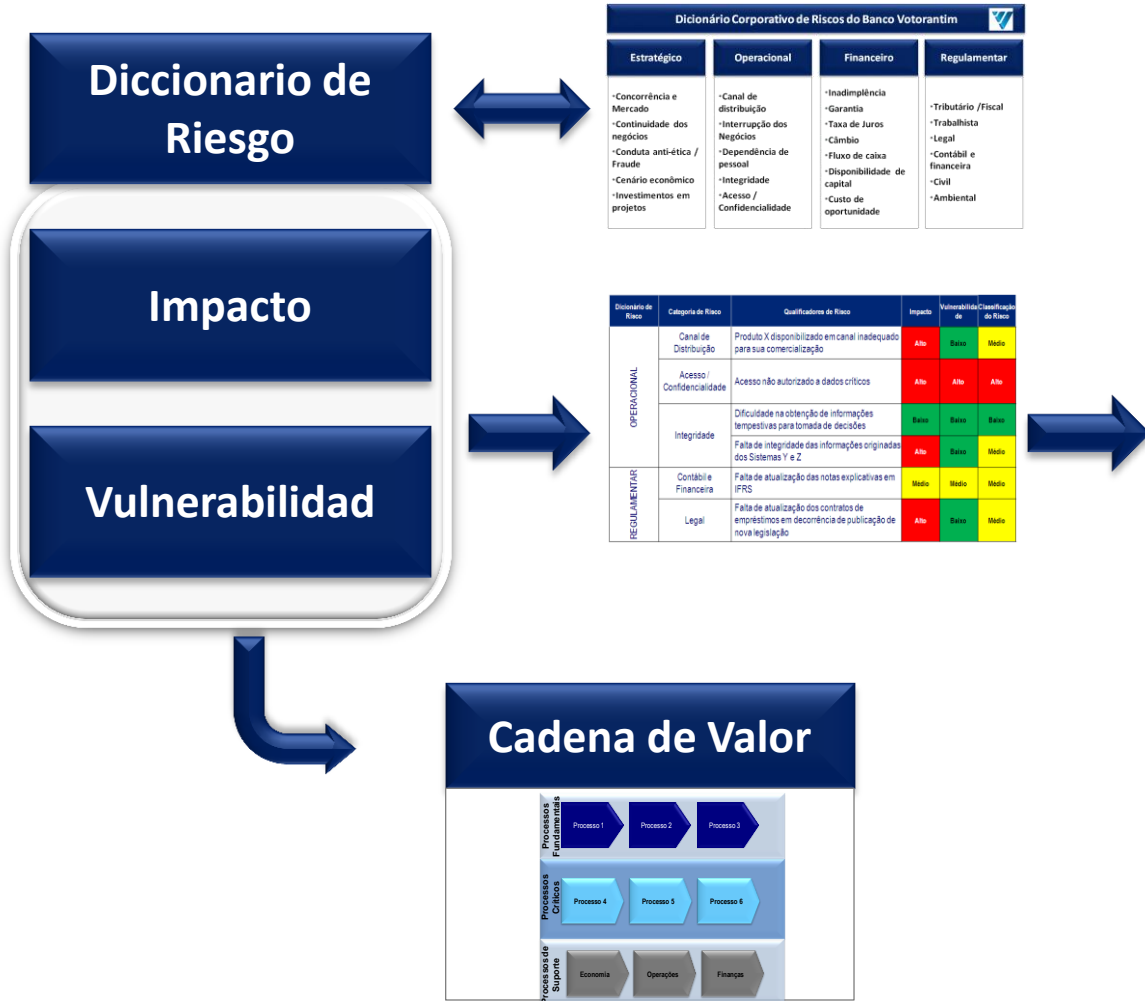 Diccionario de
Riesgo
Impacto
Vulnerabilidad
Dicionário Corporativo de Riscos do Banco Votorantim
Estratégico
•Concorrência e
Mercado
•Continuidade dos
negócios
•Conduta anti-ética /
Fraude
•Cenário econômico
•Investimentos em
projetos
Operacional
•Canal de
distribuição
•Interrupção dos
Negócios
•Dependência de
pessoal
•Integridade
•Acesso /
Confidencialidade
Financeiro
•Inadimplência
•Garantia
•Taxa de Juros
•Câmbio
•Fluxo de caixa
•Disponibilidade de
capital
•Custo de
oportunidade
Regulamentar
•Tributário /Fiscal
•Trabalhista
•Legal
•Contábil e
financeira
•Civil
•Ambiental
Dicionário de
Risco
Categoria de Risco
Qualificadores de Risco
Impacto
Vulnerabilida
de
Classificação
do Risco
OPERACIONAL
Canal de
Distribuição
Produto X disponibilizado em canal inadequado
para sua comercialização
Alto
Baixo
Médio
Acesso /
Confidencialidade
Acesso não autorizado a dados críticos
Alto
Alto
Alto
Integridade
Dificuldade na obtenção de informações
tempestivas para tomada de decisões
Baixo
Baixo
Baixo
Falta de integridade das informações originadas
dos Sistemas Y e Z
Alto
Baixo
Médio
REGULAMENTAR
Contábil e
Financeira
Falta de atualização das notas explicativas em
IFRS
Médio
Médio
Médio
Legal
Falta de atualização dos contratos de
empréstimos em decorrência de publicação de
nova legislação
Alto
Baixo
Médio
Cadena de Valor
Processos
Fundamentais
Processo 1
Processo 2
Processo 3
Processos
Críticos
Processo 4
Processo 5
Processo 6
Processos de
Suporte
Economia
Operações
Finanças